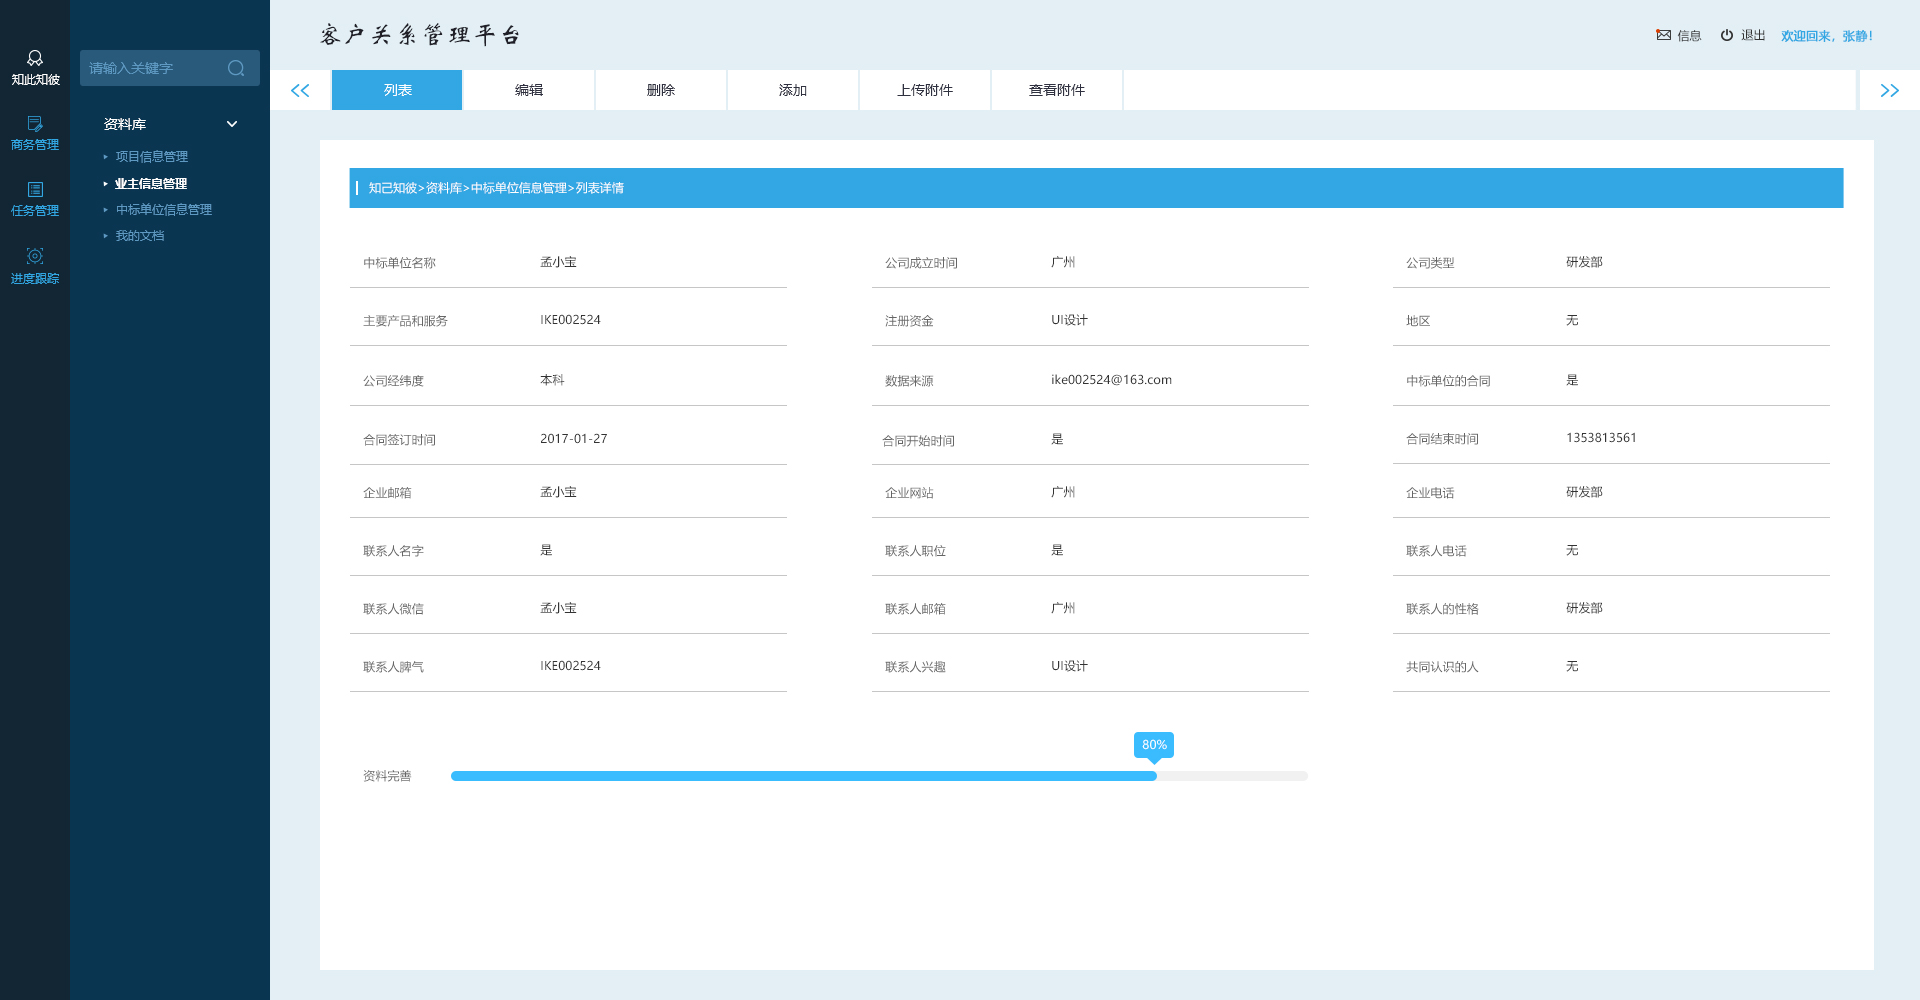 客户关系管理平台
信息 退出 欢迎回来，张静！
知此知彼
商务管理
任务管理
进度跟踪
请输入关键字
资料库
项目信息管理
业主信息管理
中标单位信息管理
我的文档
列表 编辑 删除 添加 上传附件 查看附件
知己知彼>资料库>中标单位信息管理>列表详情
中标单位名称 孟小宝 公司成立时间 广州 公司类型 研发部
主要产品和服务 IKE002524 注册资金 UI设计 地区 无
公司经纬度 本科 数据来源 ike002524@163.com 中标单位的合同 是
合同签订时间 2017-01-27 合同开始时间 是 合同结束时间 1353813561
企业邮箱 孟小宝 企业网站 广州 企业电话 研发部
联系人名字 是 联系人职位 是 联系人电话 无
联系人微信 孟小宝 联系人邮箱 广州 联系人的性格 研发部
联系人脾气 IKE002524 联系人兴趣 UI设计 共同认识的人 无
80%
资料完善